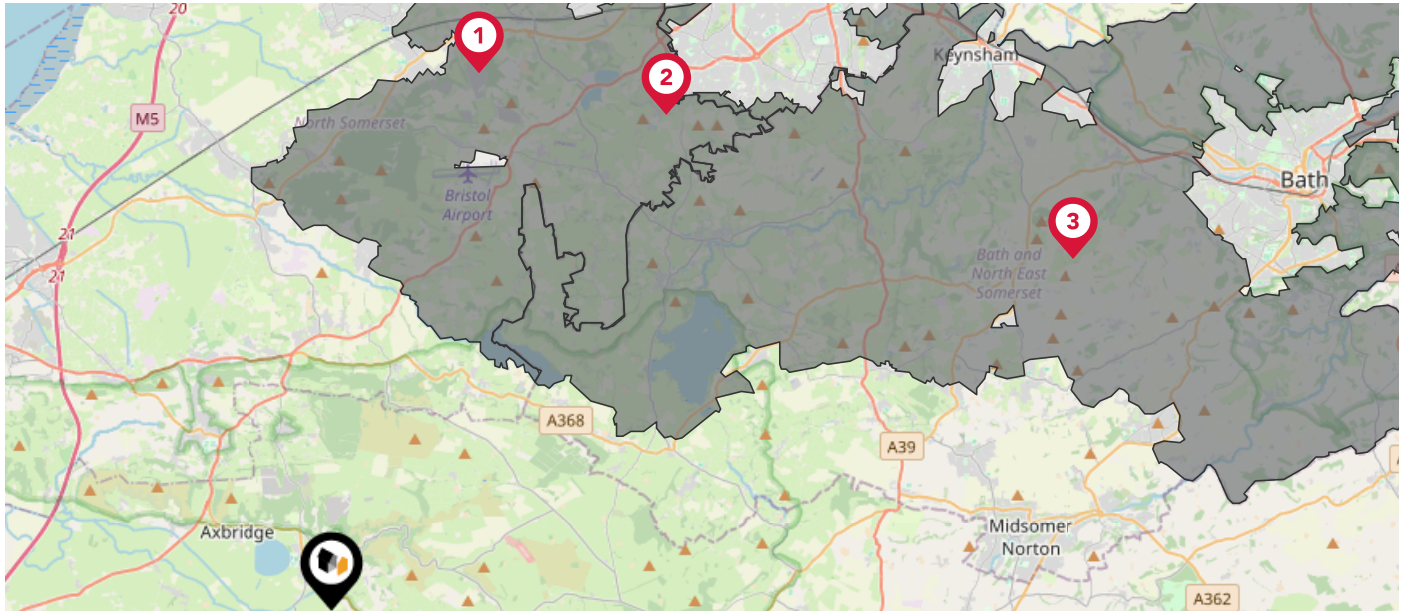 20
1
2
Keynsham
M5
North Somerset
Bath
Bristol
Airport
3
21
21
Bath and
North East
Somerset
A368
A39
Axbridge
Midsomer
Norton
A362